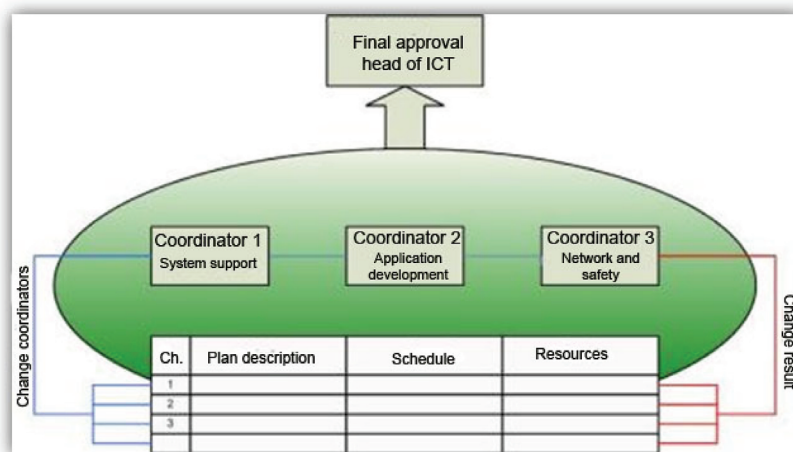 Final approval
head of ICT
Coordinator 1
System support
Coordinator 2
Application
development
Coordinator 3
Network and
safety
Change coordinators
Change result
Ch.
Plan description
Schedule
Resources
1
2
3